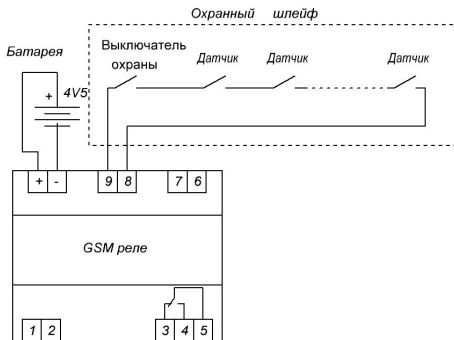 Охранный шлейф
Батарея
Выключатель
охраны
Датчик
Датчик
Датчик
+
4V5
+ -
9 8
7 6
GSM реле
1 2
3 4 5